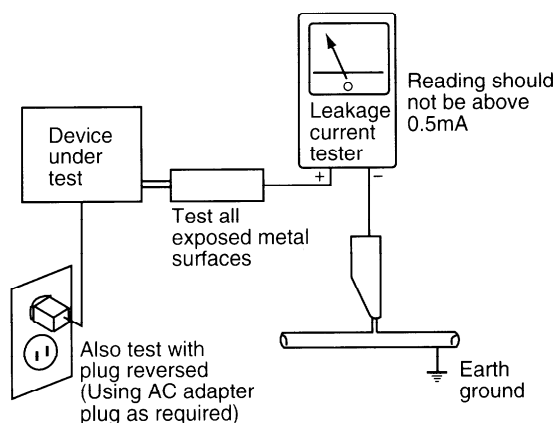 Device
under
test
Leakage
current
tester
+
−
Reading should
not be above
0.5mA
Test all
exposed metal
surfaces
Also test with
plug reversed
(Using AC adapter
plug as required)
Earth
ground